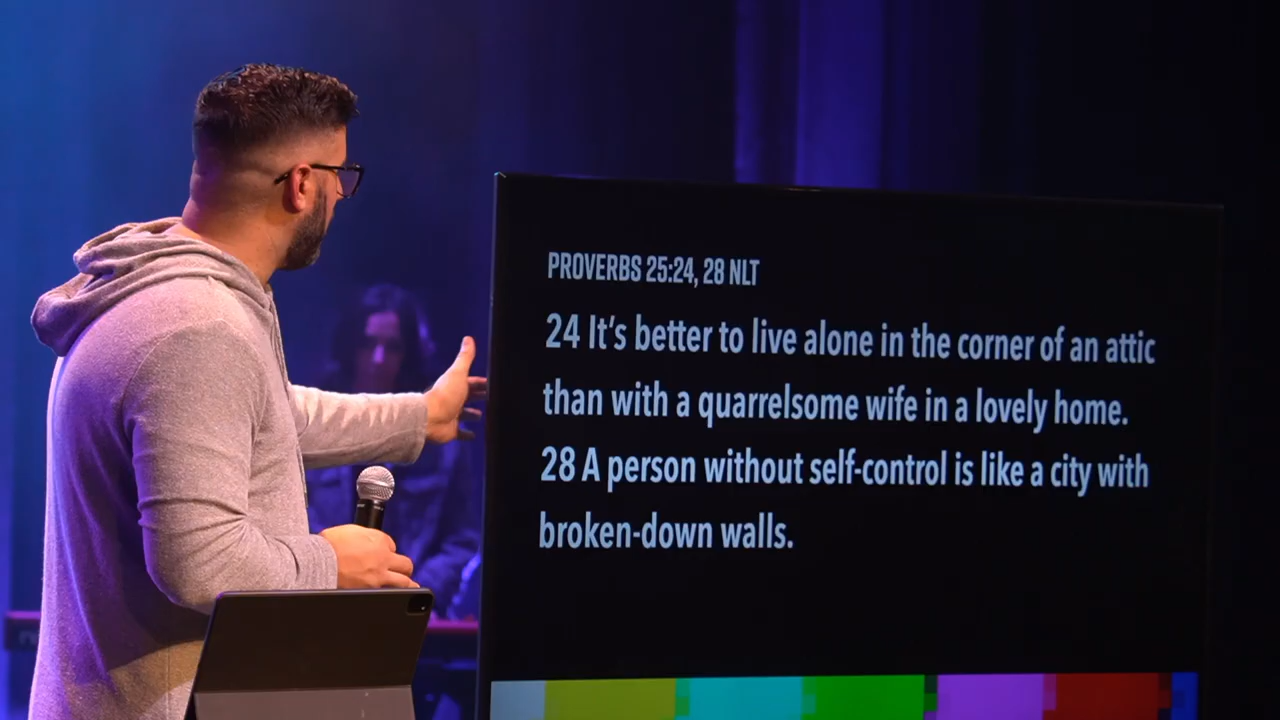 PROVERBS 25:24, 28 NLT
24 It's better to live alone in the corner of an attic
than with a quarrelsome wife in a lovely home.
28 A person without self-control is like a city with
broken-down walls.